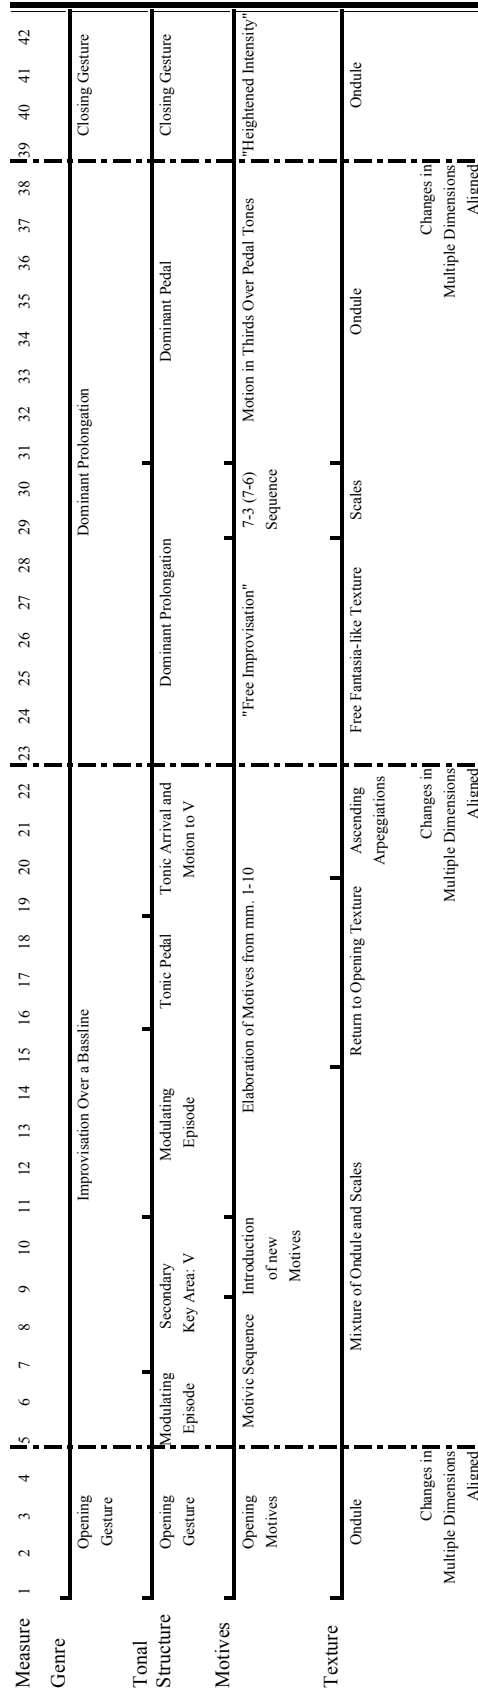 Measure 1 2 3 4 5 6 7 8 9 10 11 12 13 14 15 16 17 18 19 20 21 22 23 24 25 26 27 28 29 30 31 32 33 34 35 36 37 38 39 40 41 42
Genre
Opening
Gesture
Improvisation Over a Bassline
Dominant Prolongation
Closing Gesture
Tonal
Structure
Opening
Gesture
Modulating
Episode
Secondary
Key Area: V
Modulating
Episode
Tonic Pedal
Tonic Arrival and
Motion to V
Dominant Prolongation
Dominant Pedal
Closing Gesture
Motives
Opening
Motives
Motivic Sequence
Introduction
of new
Motives
Elaboration of Motives from mm. 1-10
"Free Improvisation"
7-3 (7-6)
Sequence
Motion in Thirds Over Pedal Tones
"Heightened Intensity"
Texture
Ondule
Mixture of Ondule and Scales
Return to Opening Texture
Ascending
Arpeggiations
Free Fantasia-like Texture
Scales
Ondule
Ondule
Changes in
Multiple Dimensions
Aligned
Changes in
Multiple Dimensions
Aligned
Changes in
Multiple Dimensions
Aligned